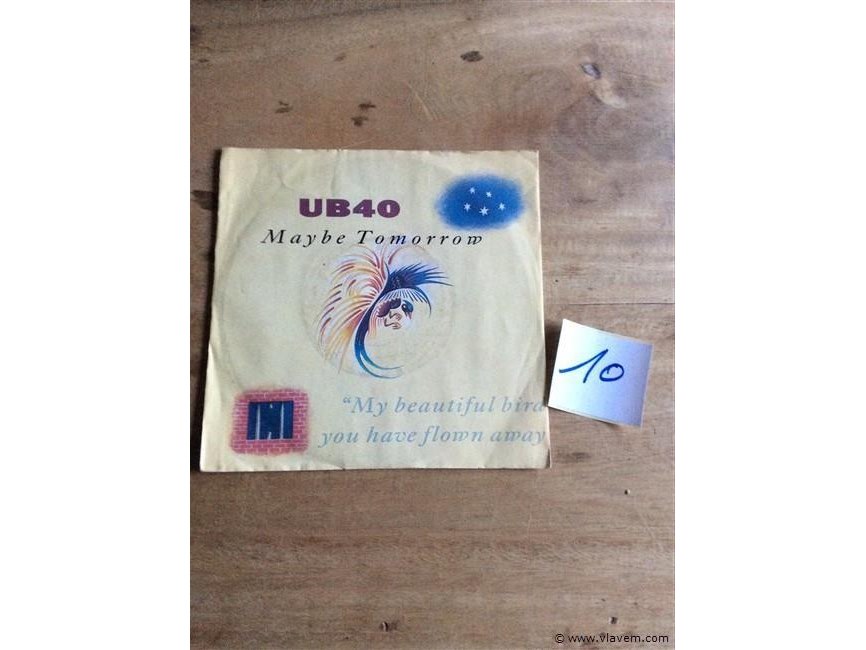 UB40
Maybe Tomorrow
10
“My beautiful bird
you have flown away
© www.vlavem.com